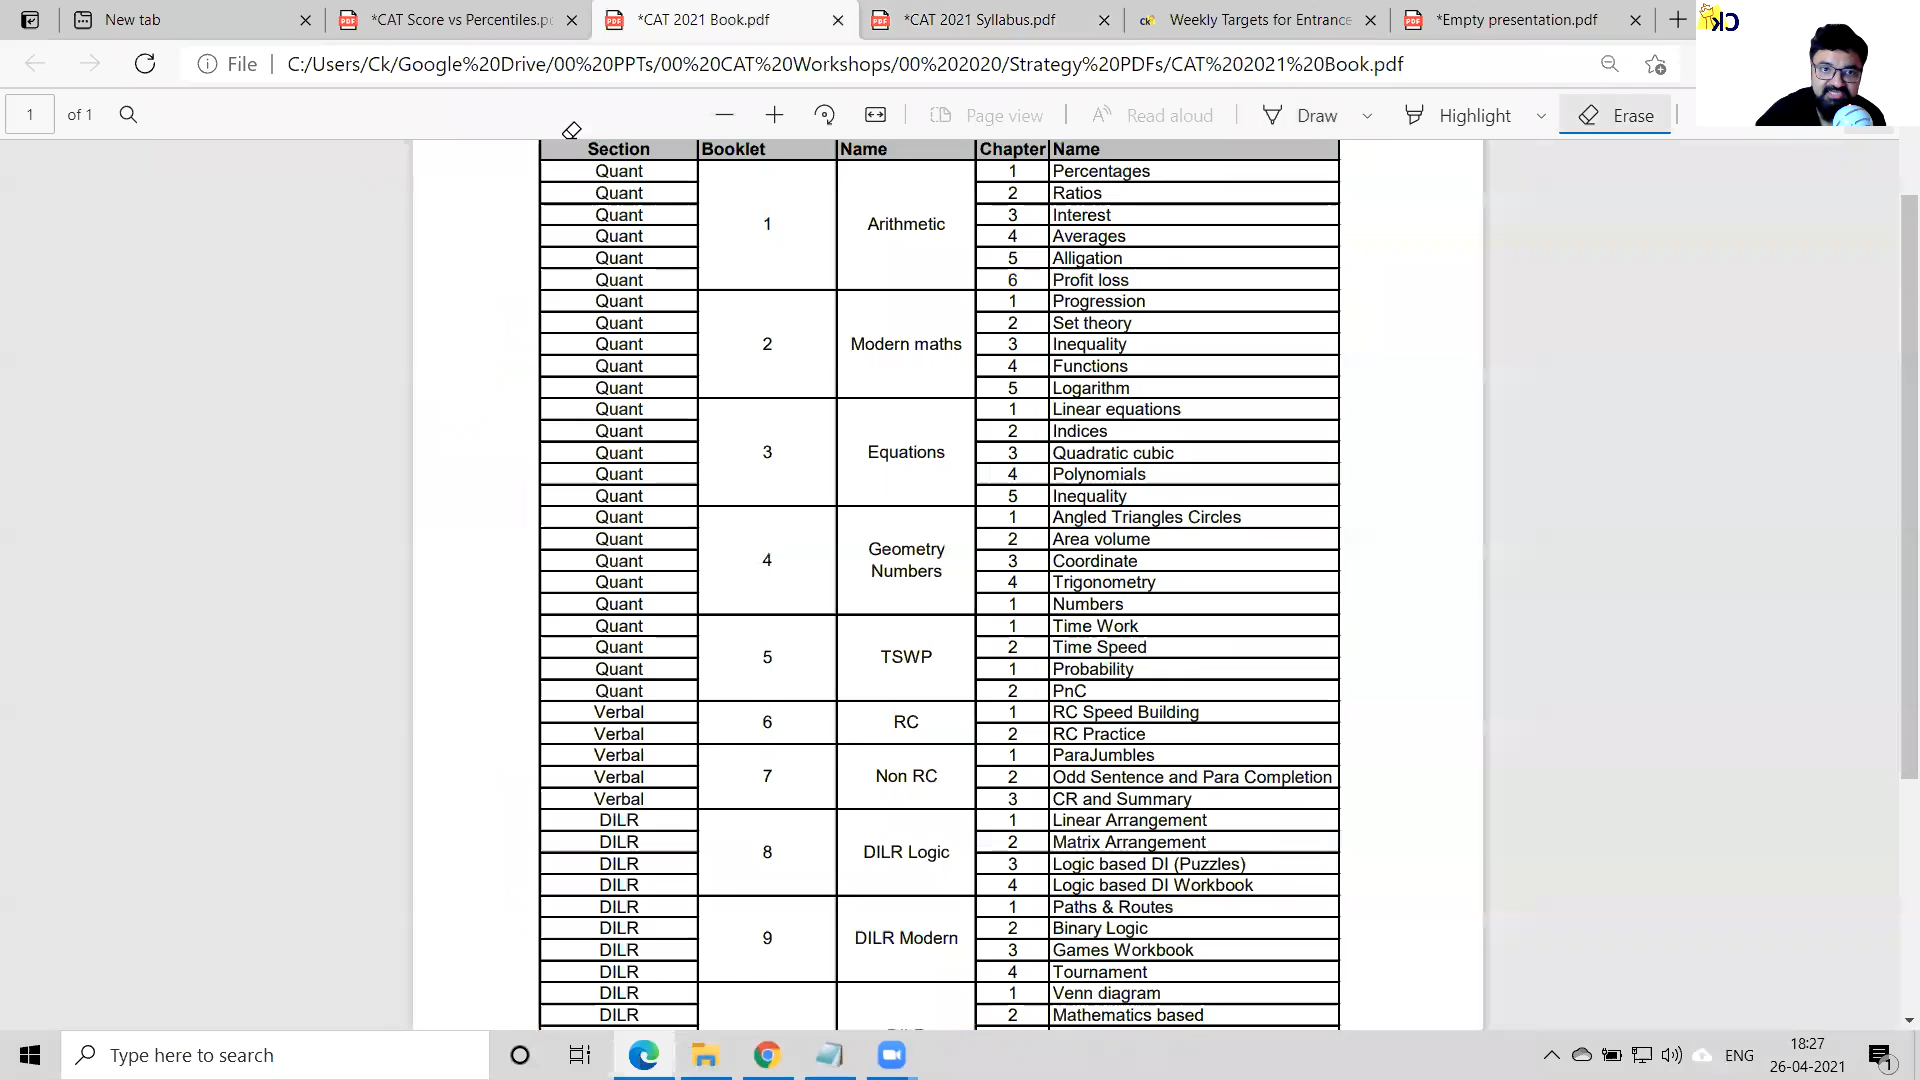 New tab
*CAT Score vs Percentiles.pd
*CAT 2021 Book.pdf
*CAT 2021 Syllabus.pdf
ck
Weekly Targets for Entrance
*Empty presentation.pdf
File
C:/Users/Ck/Google%20Drive/00%20PPTs/00%20CAT%20Workshops/00%202020/Strategy%20PDFs/CAT%202021%20Book.pdf
1 of 1
Page view
Read aloud
Draw
Highlight
Erase
Section Booklet Name Chapter Name
Quant 1 Percentages
Quant 2 Ratios
Quant 3 Interest
1 Arithmetic
Quant 4 Averages
Quant 5 Alligation
Quant 6 Profit loss
Quant 1 Progression
Quant 2 Set theory
Quant 2 Modern maths 3 Inequality
Quant 4 Functions
Quant 5 Logarithm
Quant 1 Linear equations
Quant 2 Indices
Quant 3 Equations 3 Quadratic cubic
Quant 4 Polynomials
Quant 5 Inequality
Quant 1 Angled Triangles Circles
Quant 2 Area volume
Quant 4 Geometry Numbers 3 Coordinate
Quant 4 Trigonometry
Quant 1 Numbers
Quant 1 Time Work
Quant 2 Time Speed
5 TSWP
Quant 1 Probability
Quant 2 PnC
Verbal 1 RC Speed Building
6 RC
Verbal 2 RC Practice
Verbal 1 ParaJumbles
Verbal 7 Non RC 2 Odd Sentence and Para Completion
Verbal 3 CR and Summary
DILR 1 Linear Arrangement
DILR 2 Matrix Arrangement
8 DILR Logic
DILR 3 Logic based DI (Puzzles)
DILR 4 Logic based DI Workbook
DILR 1 Paths & Routes
DILR 2 Binary Logic
9 DILR Modern
DILR 3 Games Workbook
DILR 4 Tournament
DILR 1 Venn diagram
DILR 2 Mathematics based
Type here to search
ENG
18:27
26-04-2021
1